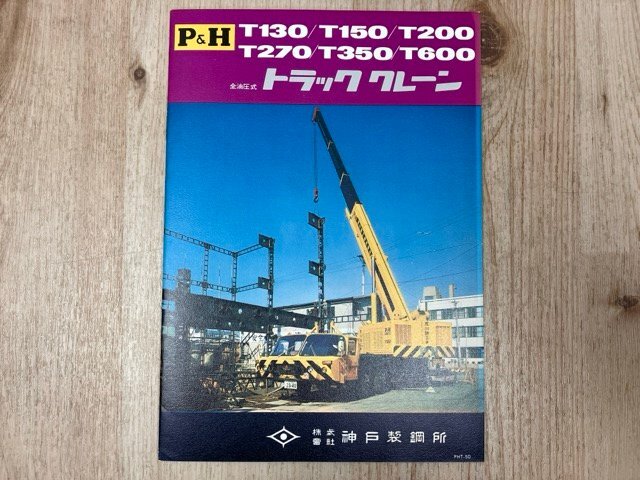 P&H
T130/T150/T200
T270/T350/T600
全油圧式 トラック クレーン
株式會社 神戸製鋼所
PHT-50